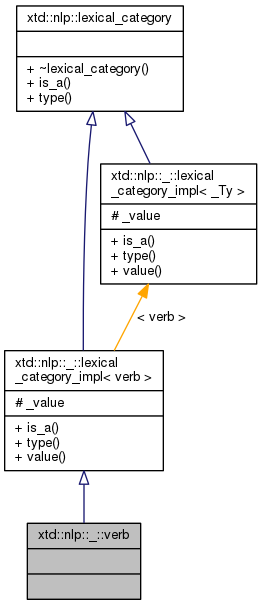 xtd::nlp::lexical_category
+ ~lexical_category()
+ is_a()
+ type()
xtd::nlp::_::lexical
_category_impl< _Ty >
# _value
+ is_a()
+ type()
+ value()
< verb >
xtd::nlp::_::lexical
_category_impl< verb >
# _value
+ is_a()
+ type()
+ value()
xtd::nlp::_::verb